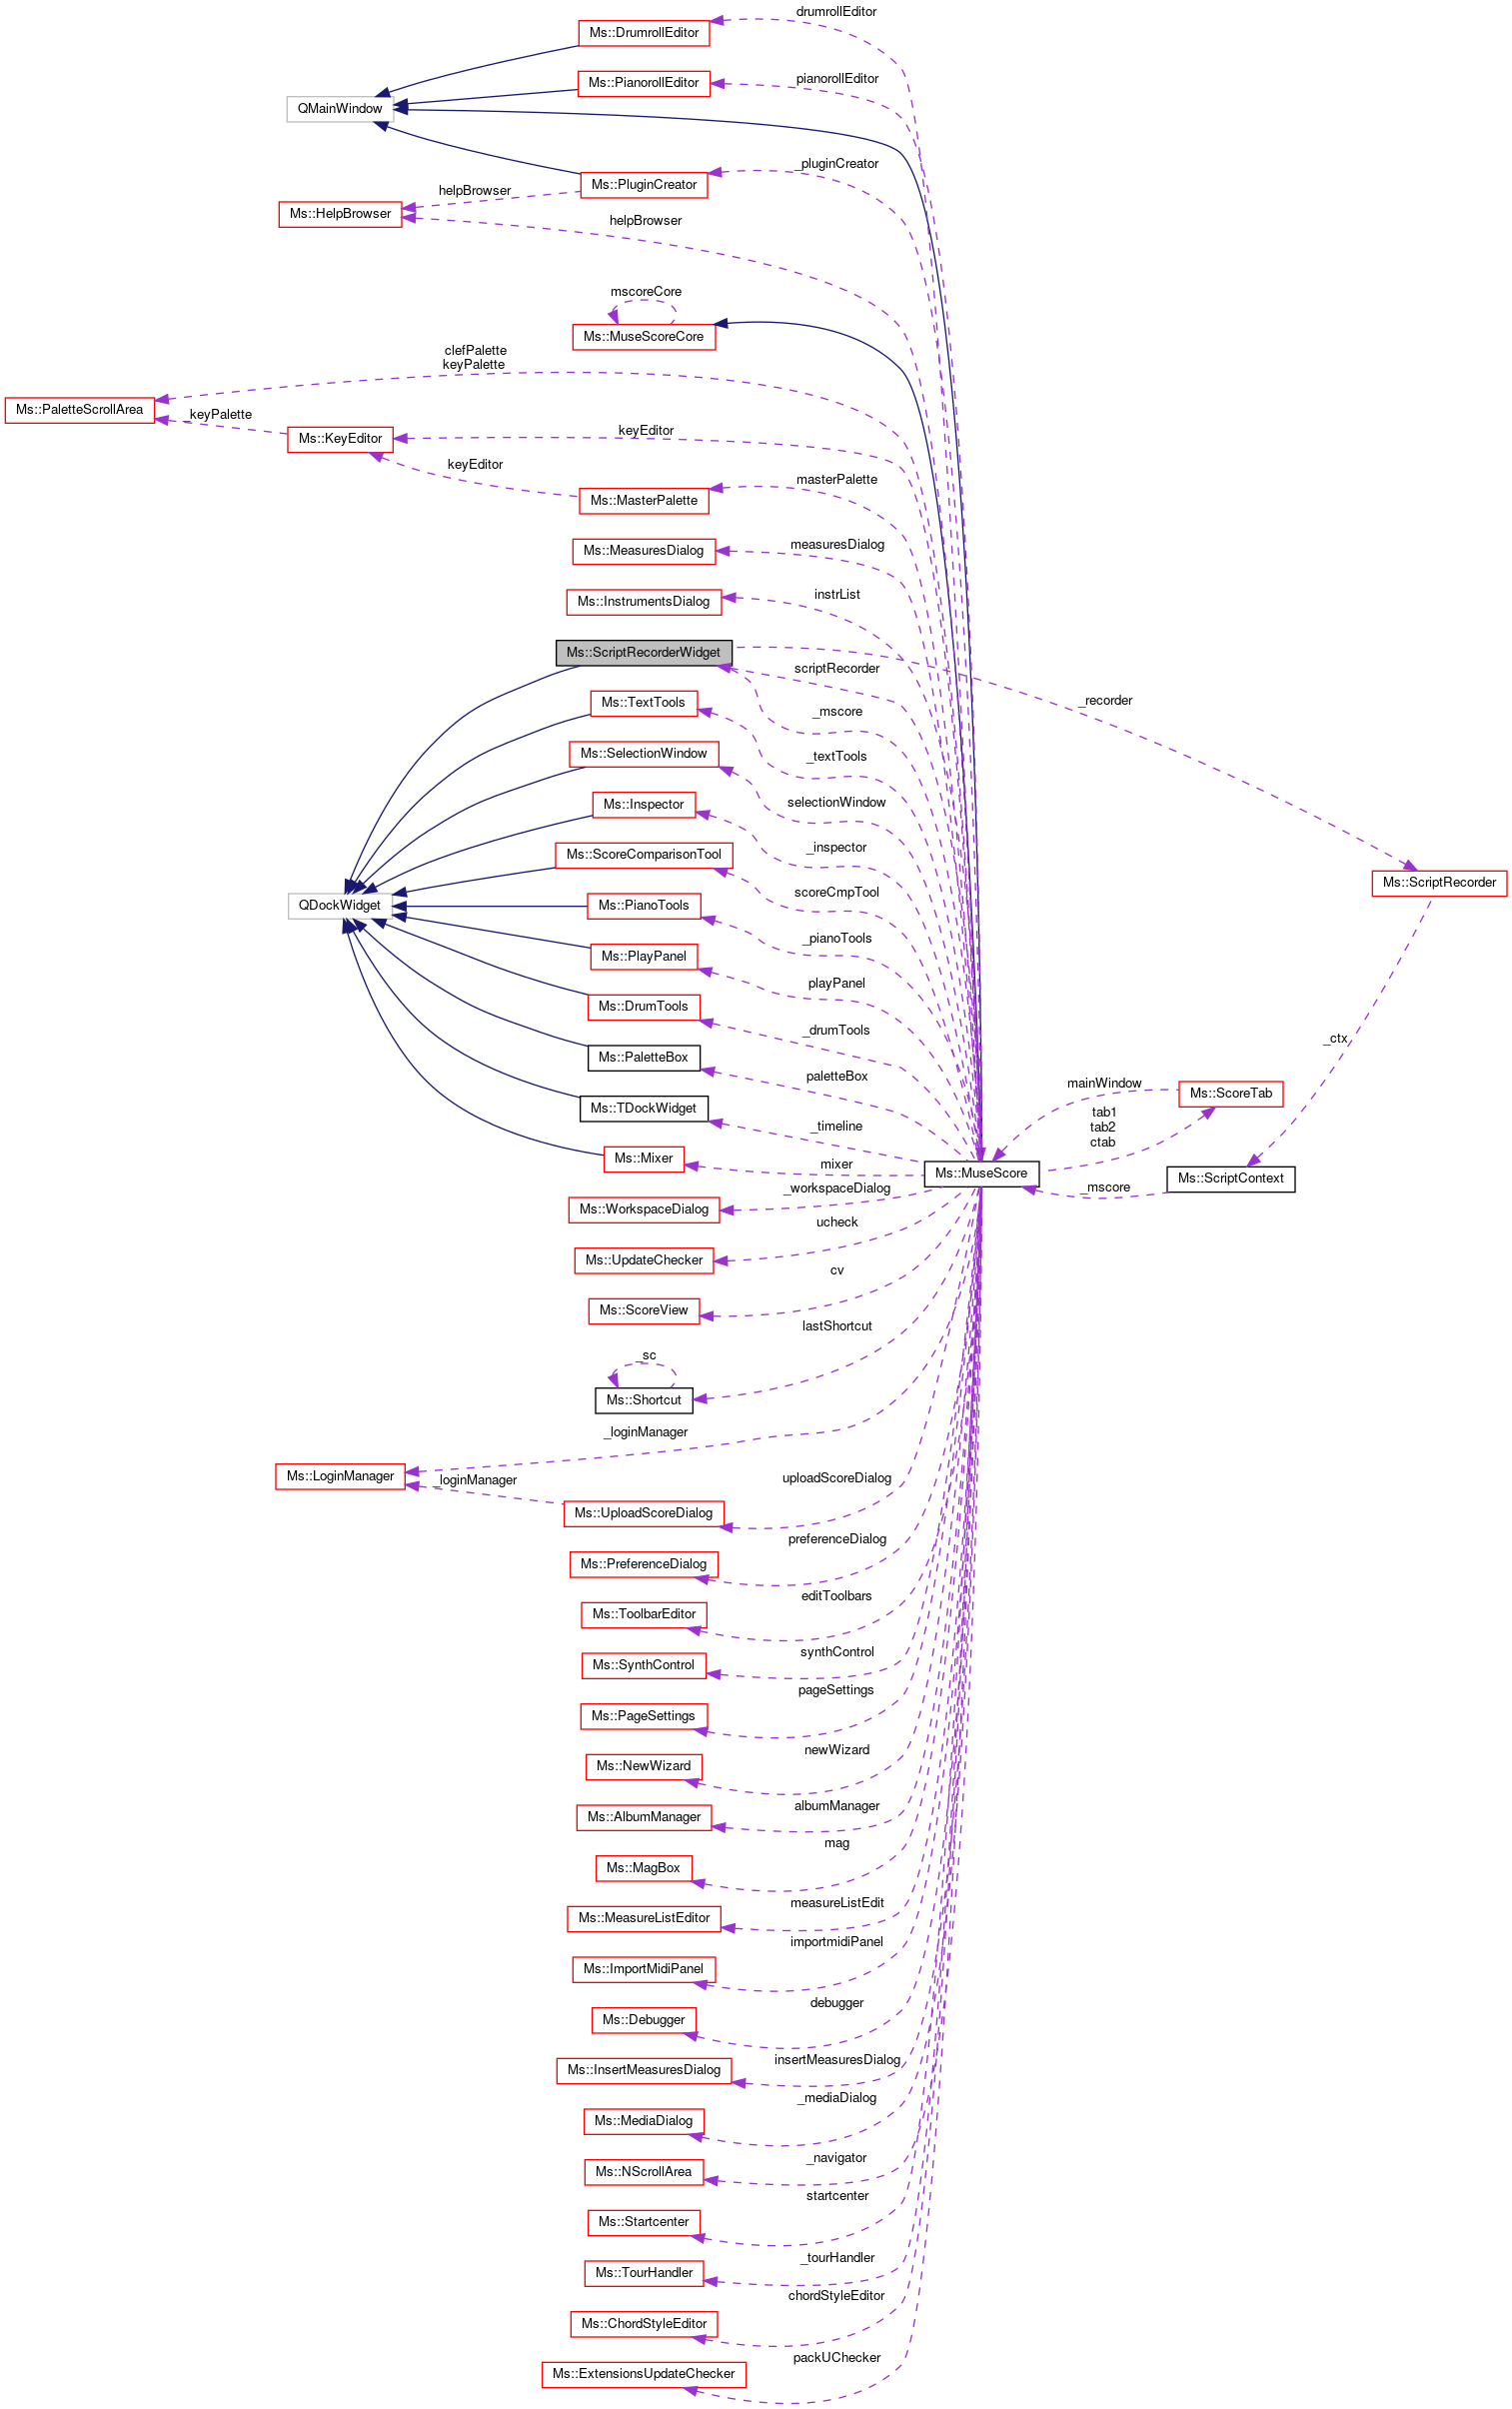 drumrollEditor
Ms::DrumrollEditor
pianorollEditor
Ms::PianorollEditor
QMainWindow
_pluginCreator
Ms::PluginCreator
helpBrowser
Ms::HelpBrowser
helpBrowser
mscoreCore
Ms::MuseScoreCore
clefPalette
keyPalette
Ms::PaletteScrollArea
_keyPalette
Ms::KeyEditor
keyEditor
keyEditor
masterPalette
Ms::MasterPalette
measuresDialog
Ms::MeasuresDialog
instrList
Ms::InstrumentsDialog
Ms::ScriptRecorderWidget
scriptRecorder
_recorder
Ms::TextTools
_mscore
Ms::SelectionWindow
_textTools
Ms::Inspector
selectionWindow
Ms::ScoreComparisonTool
_inspector
Ms::ScriptRecorder
scoreCmpTool
QDockWidget
Ms::PianoTools
_pianoTools
Ms::PlayPanel
playPanel
Ms::DrumTools
_drumTools
_ctx
Ms::PaletteBox
paletteBox
mainWindow
Ms::ScoreTab
Ms::TDockWidget
_timeline
tab1
tab2
ctab
Ms::Mixer
mixer
Ms::MuseScore
Ms::ScriptContext
_mscore
_workspaceDialog
Ms::WorkspaceDialog
ucheck
Ms::UpdateChecker
cv
Ms::ScoreView
lastShortcut
_sc
Ms::Shortcut
_loginManager
Ms::LoginManager
_loginManager
uploadScoreDialog
Ms::UploadScoreDialog
preferenceDialog
Ms::PreferenceDialog
editToolbars
Ms::ToolbarEditor
synthControl
Ms::SynthControl
pageSettings
Ms::PageSettings
newWizard
Ms::NewWizard
albumManager
Ms::AlbumManager
mag
Ms::MagBox
measureListEdit
Ms::MeasureListEditor
importmidiPanel
Ms::ImportMidiPanel
debugger
Ms::Debugger
insertMeasuresDialog
Ms::InsertMeasuresDialog
_mediaDialog
Ms::MediaDialog
_navigator
Ms::NScrollArea
startcenter
Ms::Startcenter
_tourHandler
Ms::TourHandler
chordStyleEditor
Ms::ChordStyleEditor
packUChecker
Ms::ExtensionsUpdateChecker